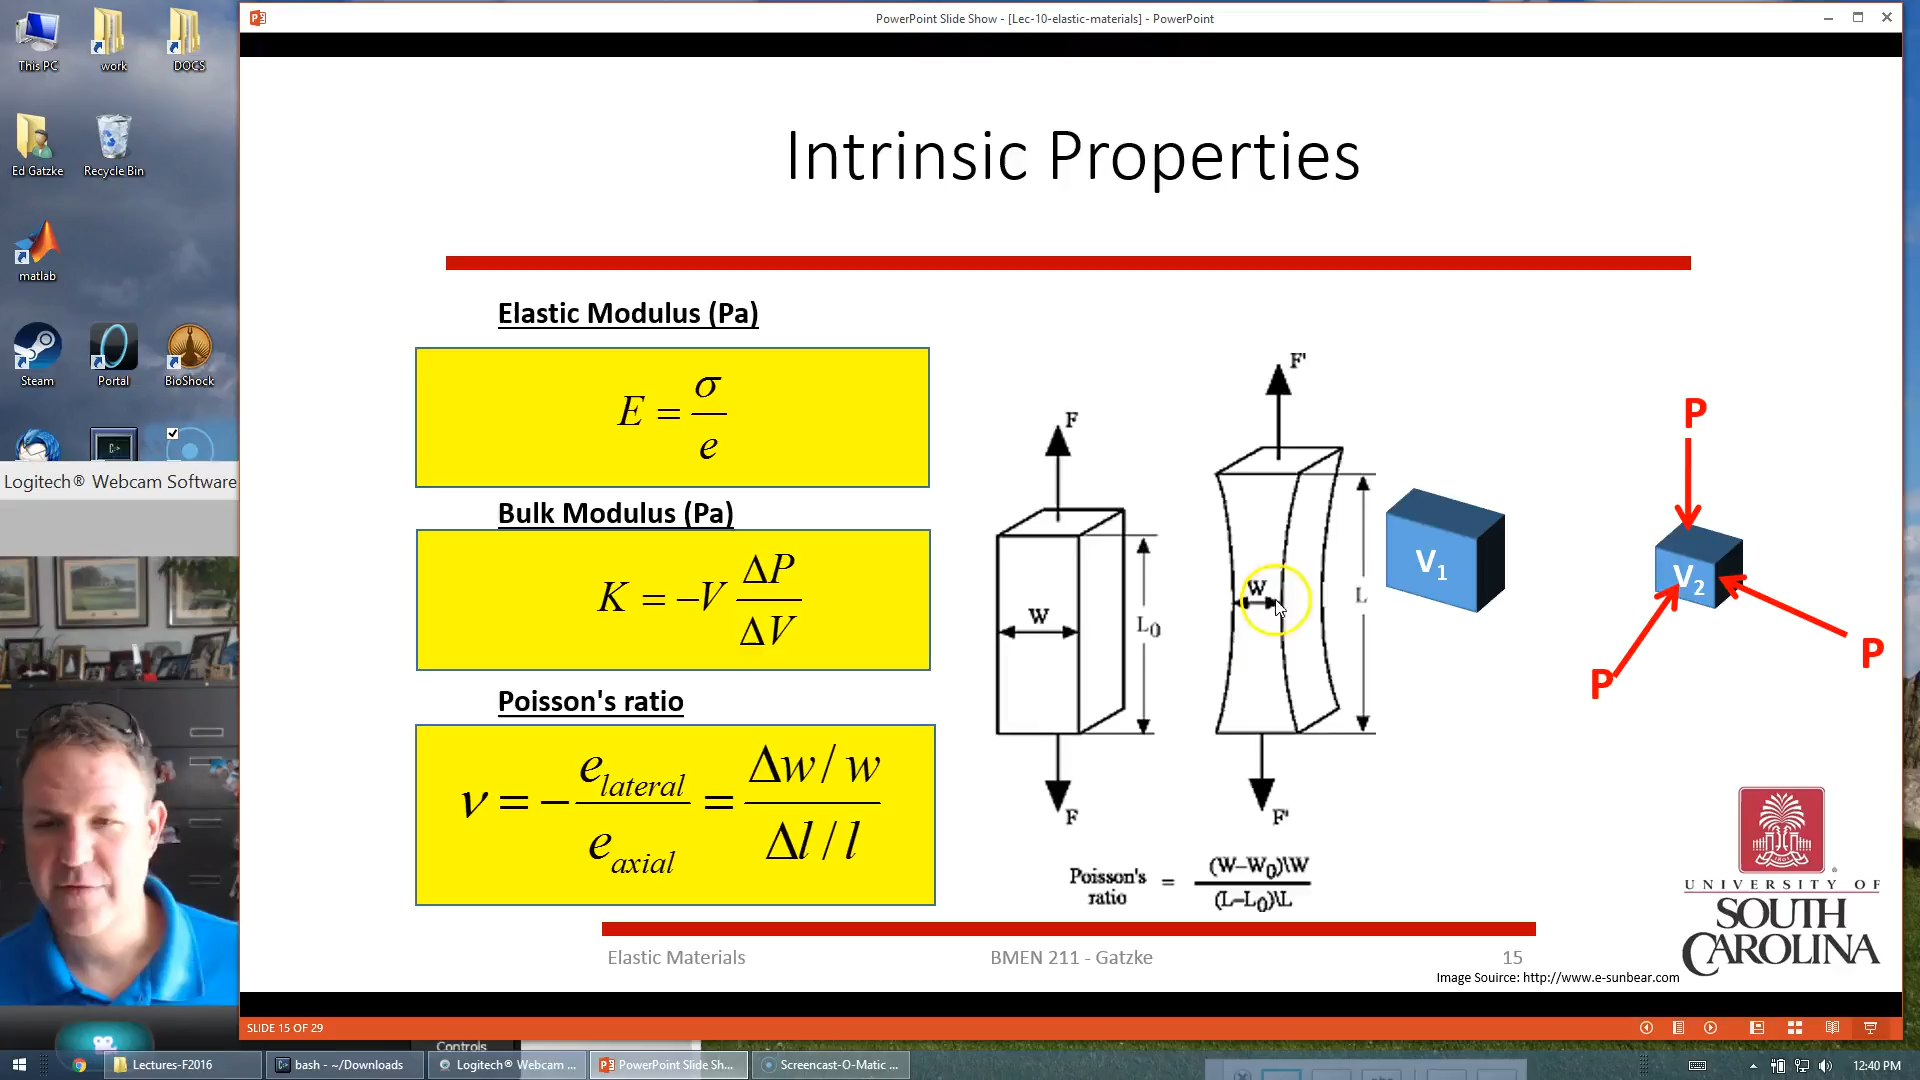 This PC
work
DOCS
Ed Gatzke
Recycle Bin
matlab
Steam
Portal
BioShock
Logitech® Webcam Software
PowerPoint Slide Show - [Lec-10-elastic-materials] - PowerPoint
Intrinsic Properties
Elastic Modulus (Pa)
E = σ / e
Bulk Modulus (Pa)
K = −V ΔP / ΔV
Poisson's ratio
ν = − e lateral / e axial = Δw / w / Δl / l
F
W
L0
F
F'
W
L
F'
Poisson's ratio = (W–W0)\W / (L–L0)\L
V1
P
V2
P
P
UNIVERSITY OF
SOUTH
CAROLINA
Elastic Materials
BMEN 211 - Gatzke
15
Image Source: http://www.e-sunbear.com
SLIDE 15 OF 29
Controls
Lectures-F2016
bash - ~/Downloads
Logitech® Webcam ...
PowerPoint Slide Sh...
Screencast-O-Matic ...
12:40 PM